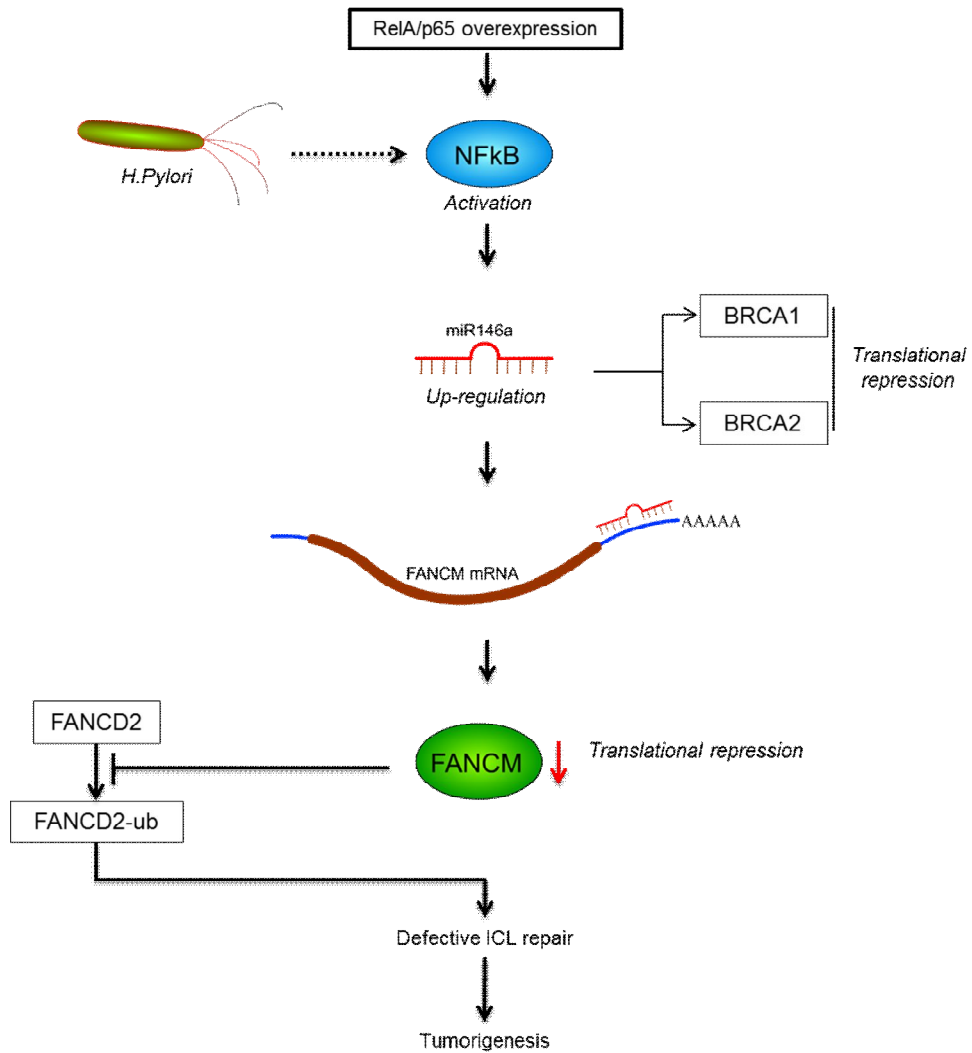 RelA/p65 overexpression
NFkB
H.Pylori
Activation
miR146a
Up-regulation
BRCA1
BRCA2
Translational
repression
AAAAA
FANCM mRNA
FANCD2
FANCM
Translational repression
FANCD2-ub
Defective ICL repair
Tumorigenesis